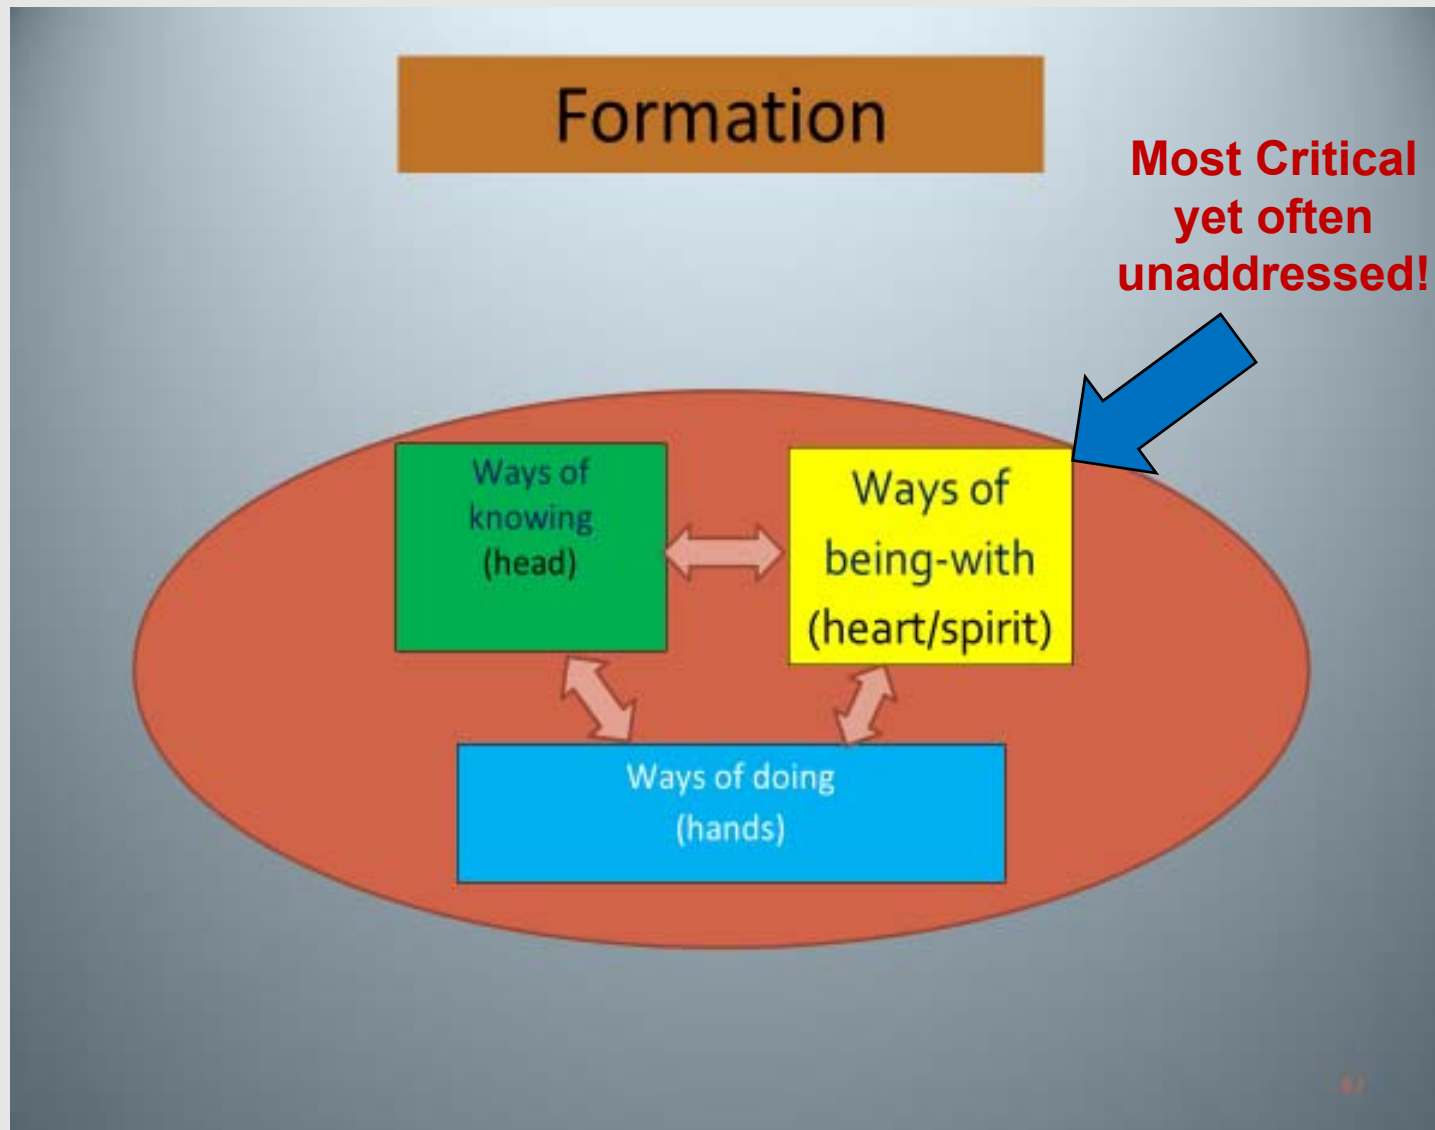 Formation
Most Critical
yet often
unaddressed!
Ways of
knowing
(head)
Ways of
being-with
(heart/spirit)
Ways of doing
(hands)